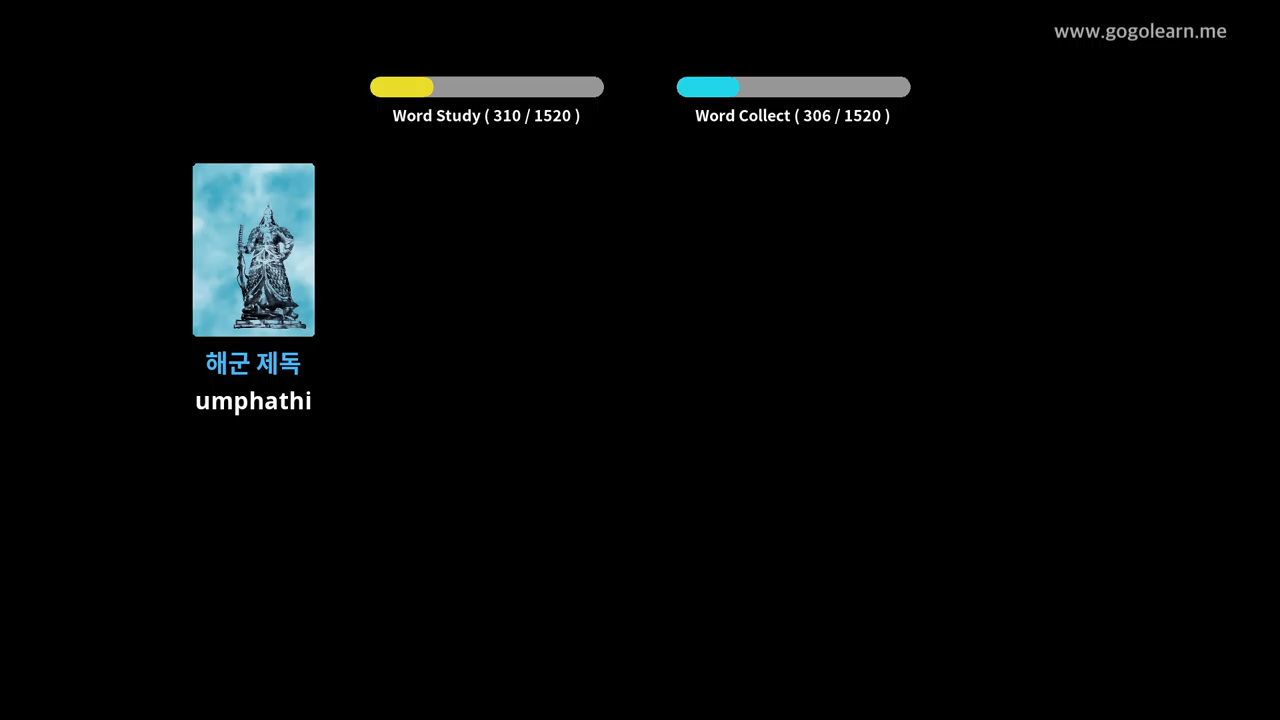 www.gogolearn.me
Word Study ( 310 / 1520 )
Word Collect ( 306 / 1520 )
해군 제독
umphathi